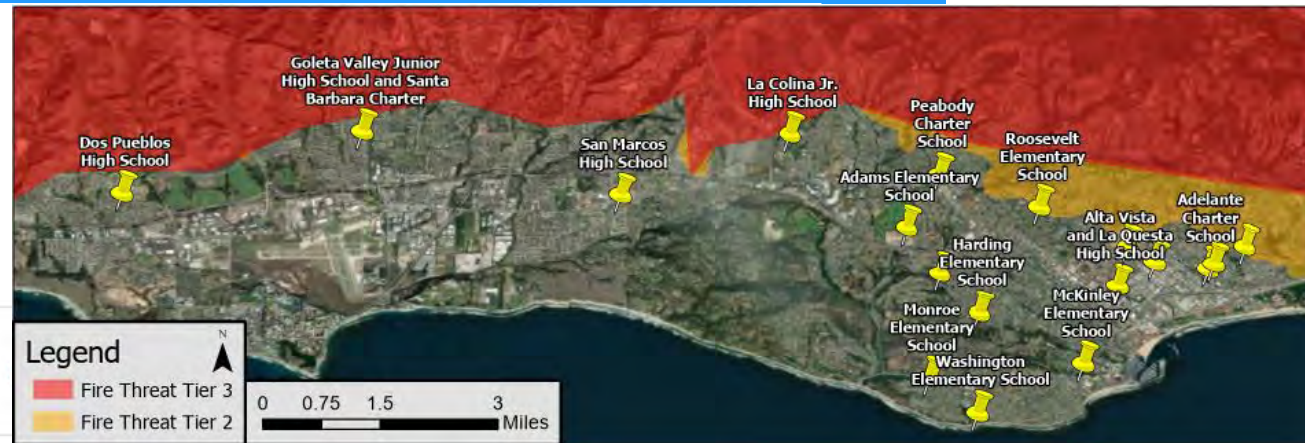 Goleta Valley Junior
High School and Santa
Barbara Charter
La Colina Jr.
High School
Peabody
Charter
School
Dos Pueblos
High School
San Marcos
High School
Roosevelt
Elementary
School
Adams Elementary
School
Alta Vista
and La Questa
High School
Adelante
Charter
School
Harding
Elementary
School
McKinley
Elementary
School
Monroe
Elementary
School
Washington
Elementary School
Legend
N
Fire Threat Tier 3
Fire Threat Tier 2
0 0.75 1.5 3
Miles